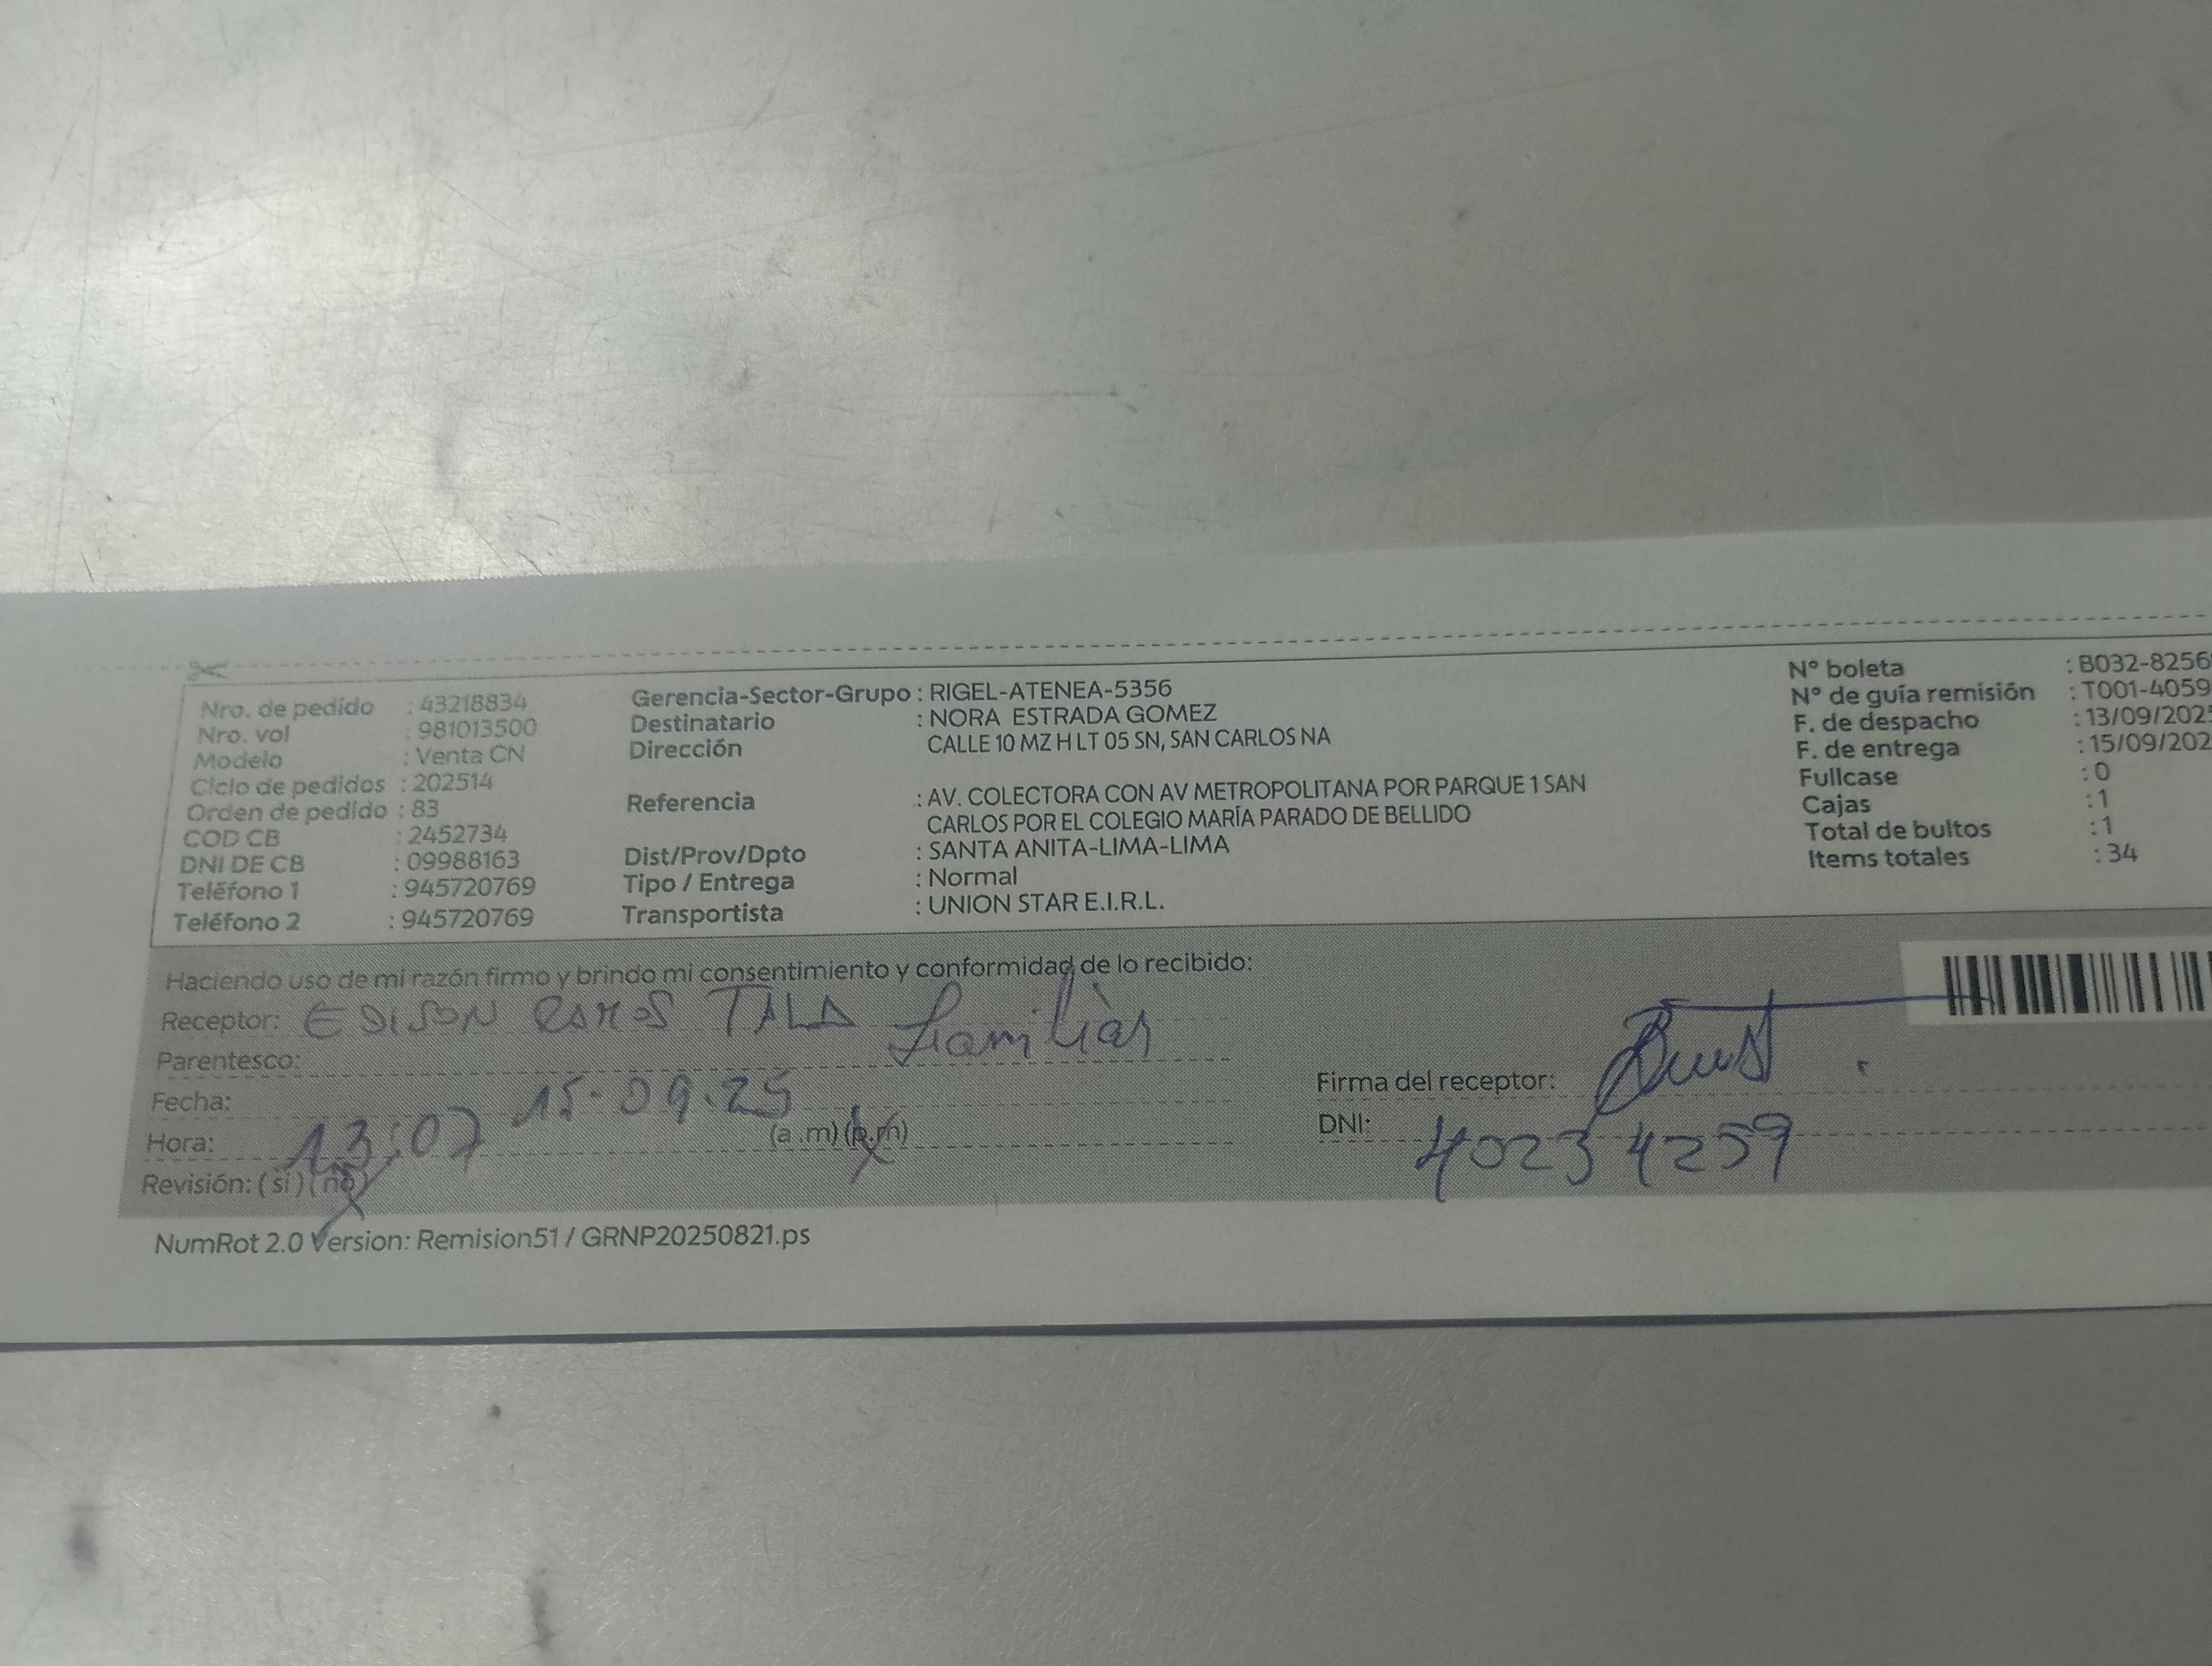 Nro. de pedido : 43218834
Nro. vol : 981013500
Modelo : Venta CN
Ciclo de pedidos : 202514
Orden de pedido : 83
COD CB : 2452734
DNI DE CB : 09988163
Teléfono 1 : 945720769
Teléfono 2 : 945720769
Gerencia-Sector-Grupo : RIGEL-ATENEA-5356
Destinatario : NORA ESTRADA GOMEZ
Dirección CALLE 10 MZ H LT 05 SN, SAN CARLOS NA
Referencia : AV. COLECTORA CON AV METROPOLITANA POR PARQUE 1 SAN
CARLOS POR EL COLEGIO MARÍA PARADO DE BELLIDO
Dist/Prov/Dpto : SANTA ANITA-LIMA-LIMA
Tipo / Entrega : Normal
Transportista : UNION STAR E.I.R.L.
N° boleta : B032-8256
N° de guía remisión : T001-4059
F. de despacho : 13/09/202
F. de entrega : 15/09/202
Fullcase : 0
Cajas : 1
Total de bultos : 1
Items totales : 34
Haciendo uso de mi razón firmo y brindo mi consentimiento y conformidad de lo recibido:
Receptor: EDISON RAMOS TALA familiar
Parentesco:
Fecha: 15.09.25
Hora: 13:07 (a.m) (p.m)
Revisión: (si) (no)
Firma del receptor:
DNI: 40234259
NumRot 2.0 Version: Remision51 / GRNP20250821.ps